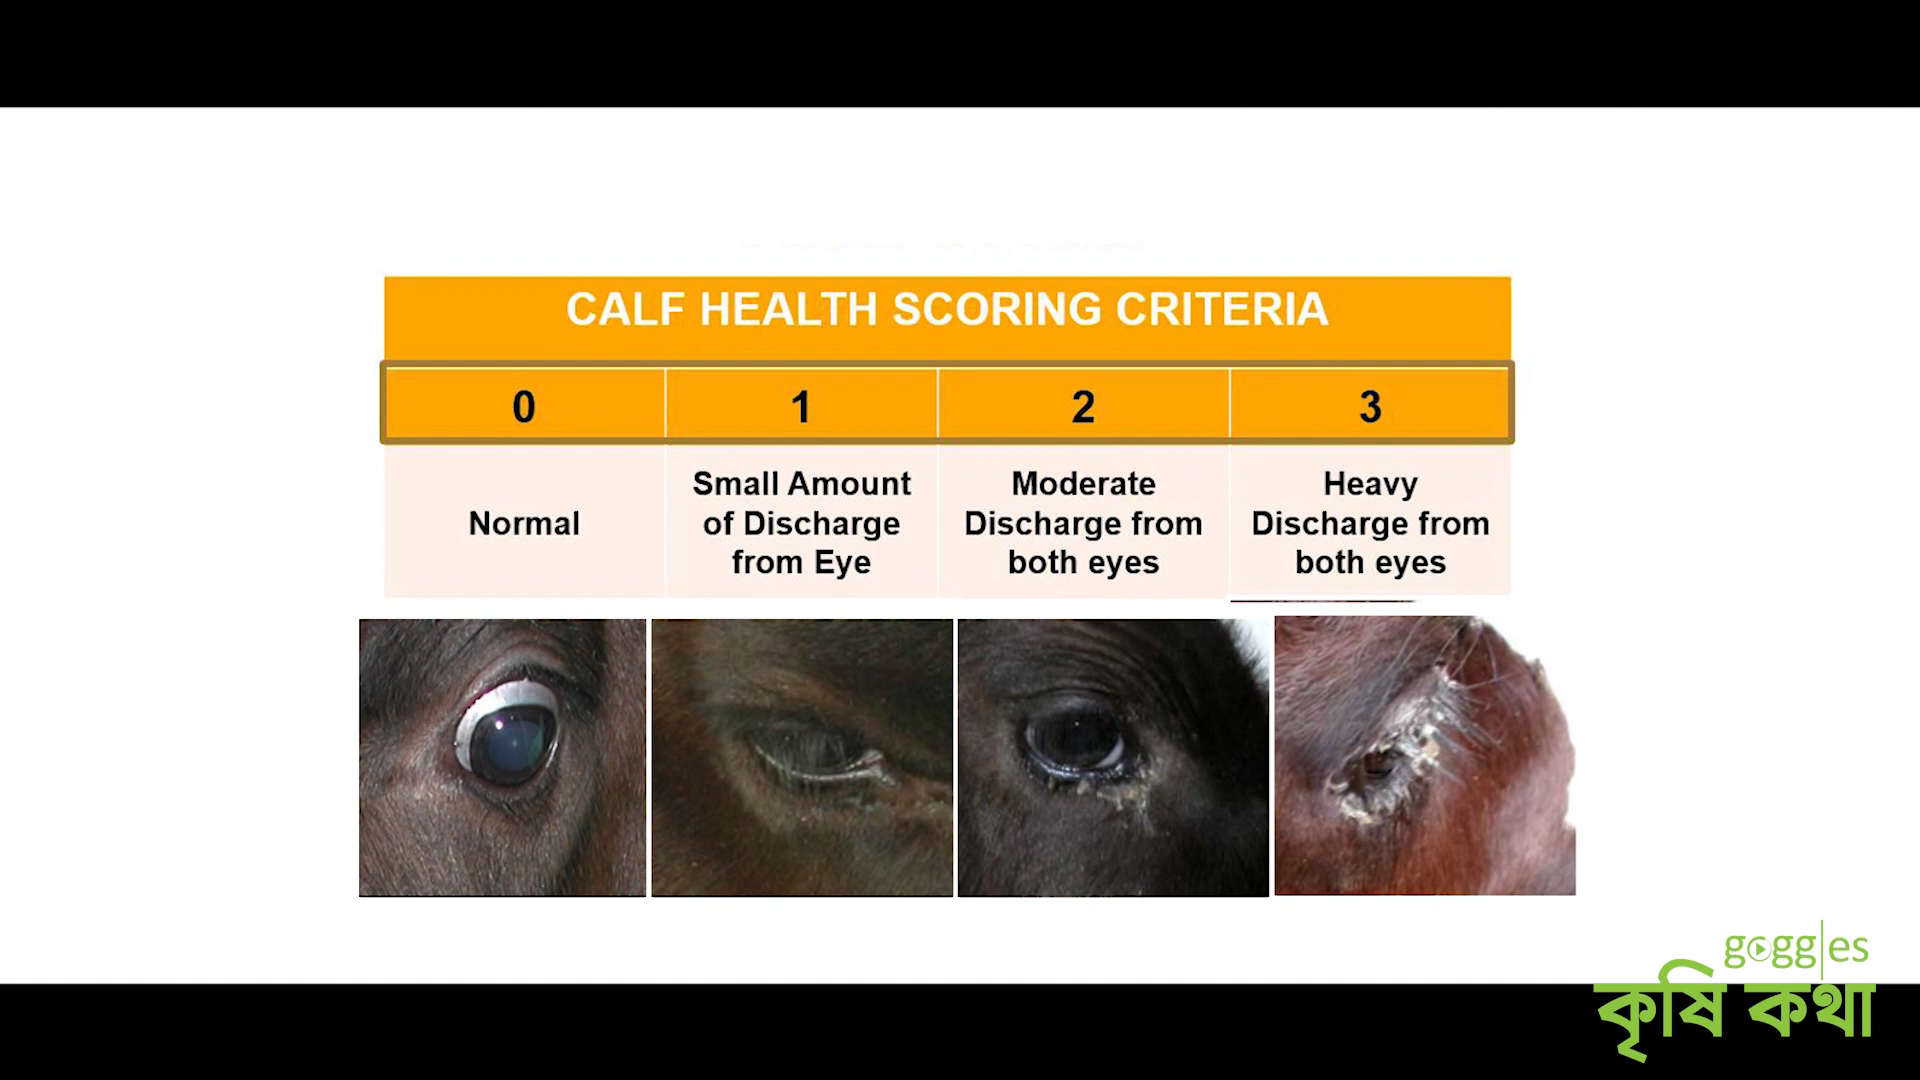 CALF HEALTH SCORING CRITERIA
0 1 2 3
Normal
Small Amount
of Discharge
from Eye
Moderate
Discharge from
both eyes
Heavy
Discharge from
both eyes
goggles
কৃষি কথা